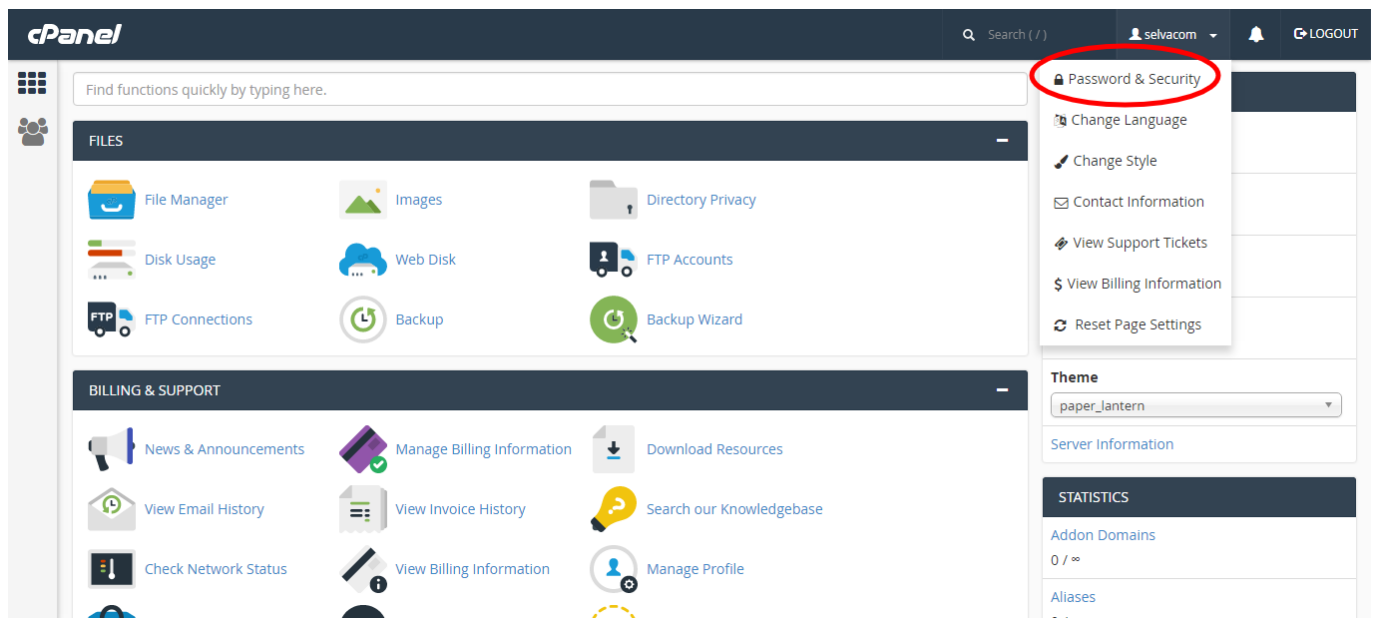 cPanel
Search ( / )
selvacom
LOGOUT
Find functions quickly by typing here.
Password & Security
Change Language
Change Style
Contact Information
View Support Tickets
$ View Billing Information
Reset Page Settings
FILES
File Manager
Images
Directory Privacy
Disk Usage
Web Disk
FTP Accounts
FTP
FTP Connections
Backup
Backup Wizard
BILLING & SUPPORT
News & Announcements
Manage Billing Information
Download Resources
View Email History
View Invoice History
Search our Knowledgebase
Check Network Status
View Billing Information
Manage Profile
Theme
paper_lantern
Server Information
STATISTICS
Addon Domains
0 / ∞
Aliases